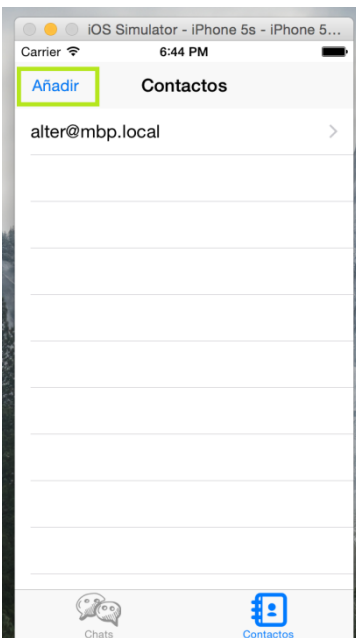 iOS Simulator - iPhone 5s - iPhone 5...
Carrier 6:44 PM
Añadir Contactos
alter@mbp.local
Chats Contactos